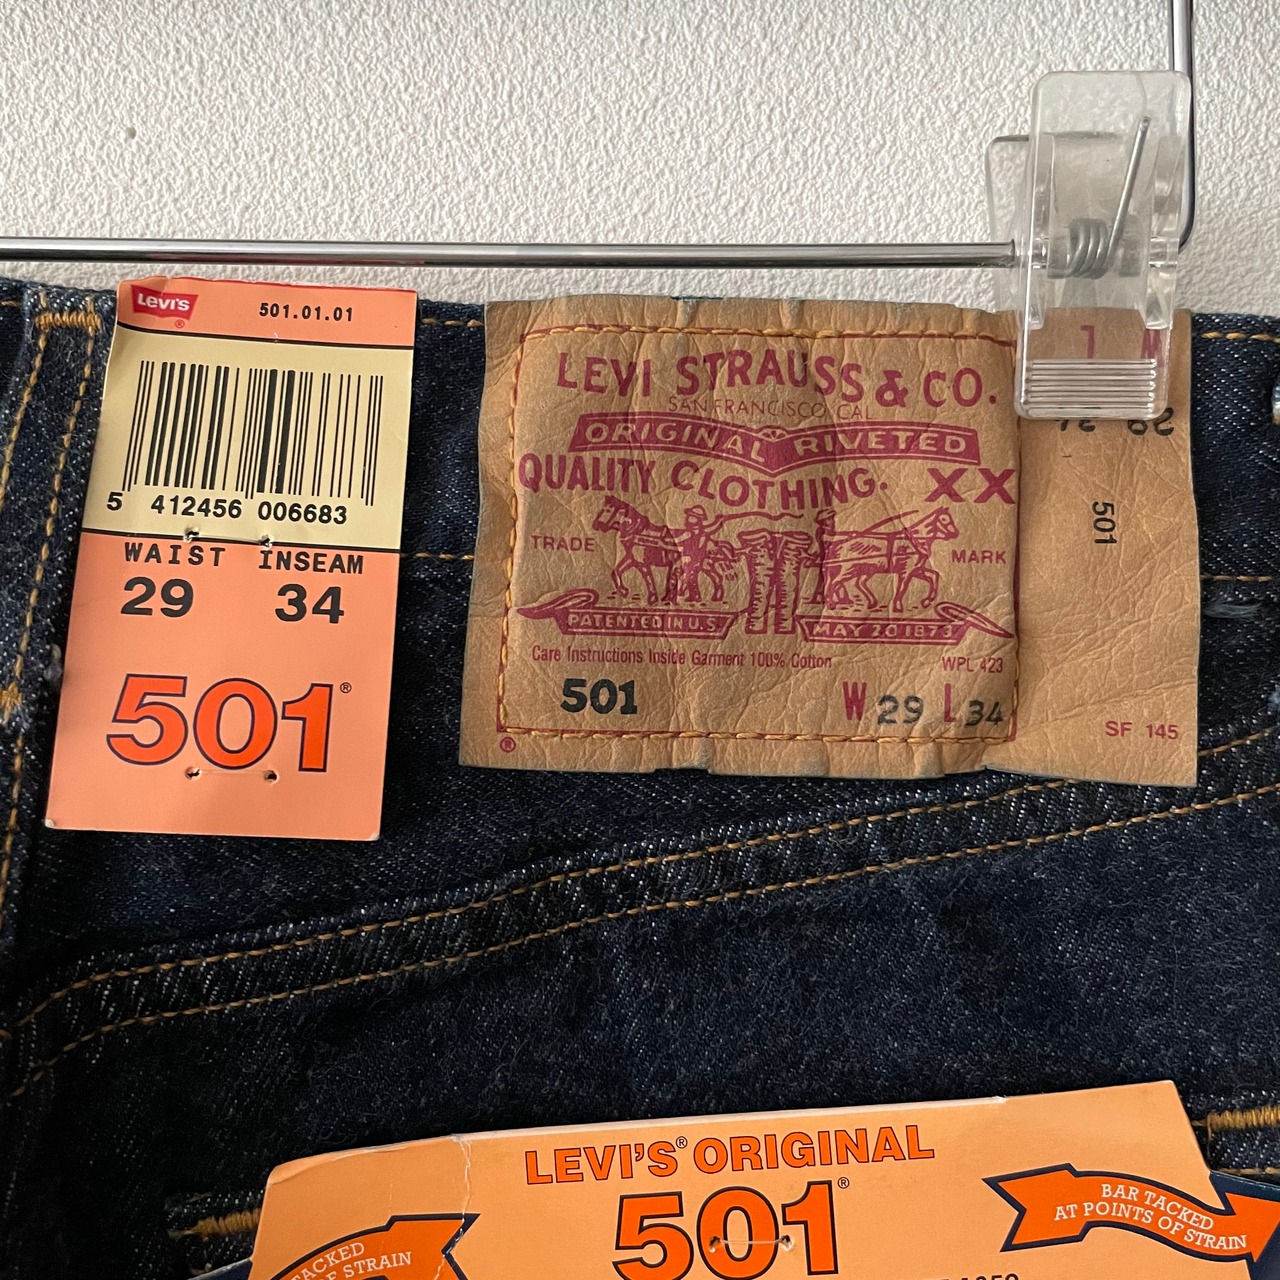 LEVI'S
®
501.01.01
5 412456 006683
WAIST INSEAM
29 34
501®
LEVI STRAUSS & CO.
SAN FRANCISCO, CAL
ORIGINAL RIVETED
QUALITY CLOTHING. XX
TRADE MARK
PATENTED IN U.S. MAY 20 1873
Care Instructions Inside Garment 100% Cotton WPL 423
501 W 29 L 34
®
501
SF 145
LEVI'S® ORIGINAL
501®
BAR TACKED
AT POINTS OF STRAIN
STRAIN